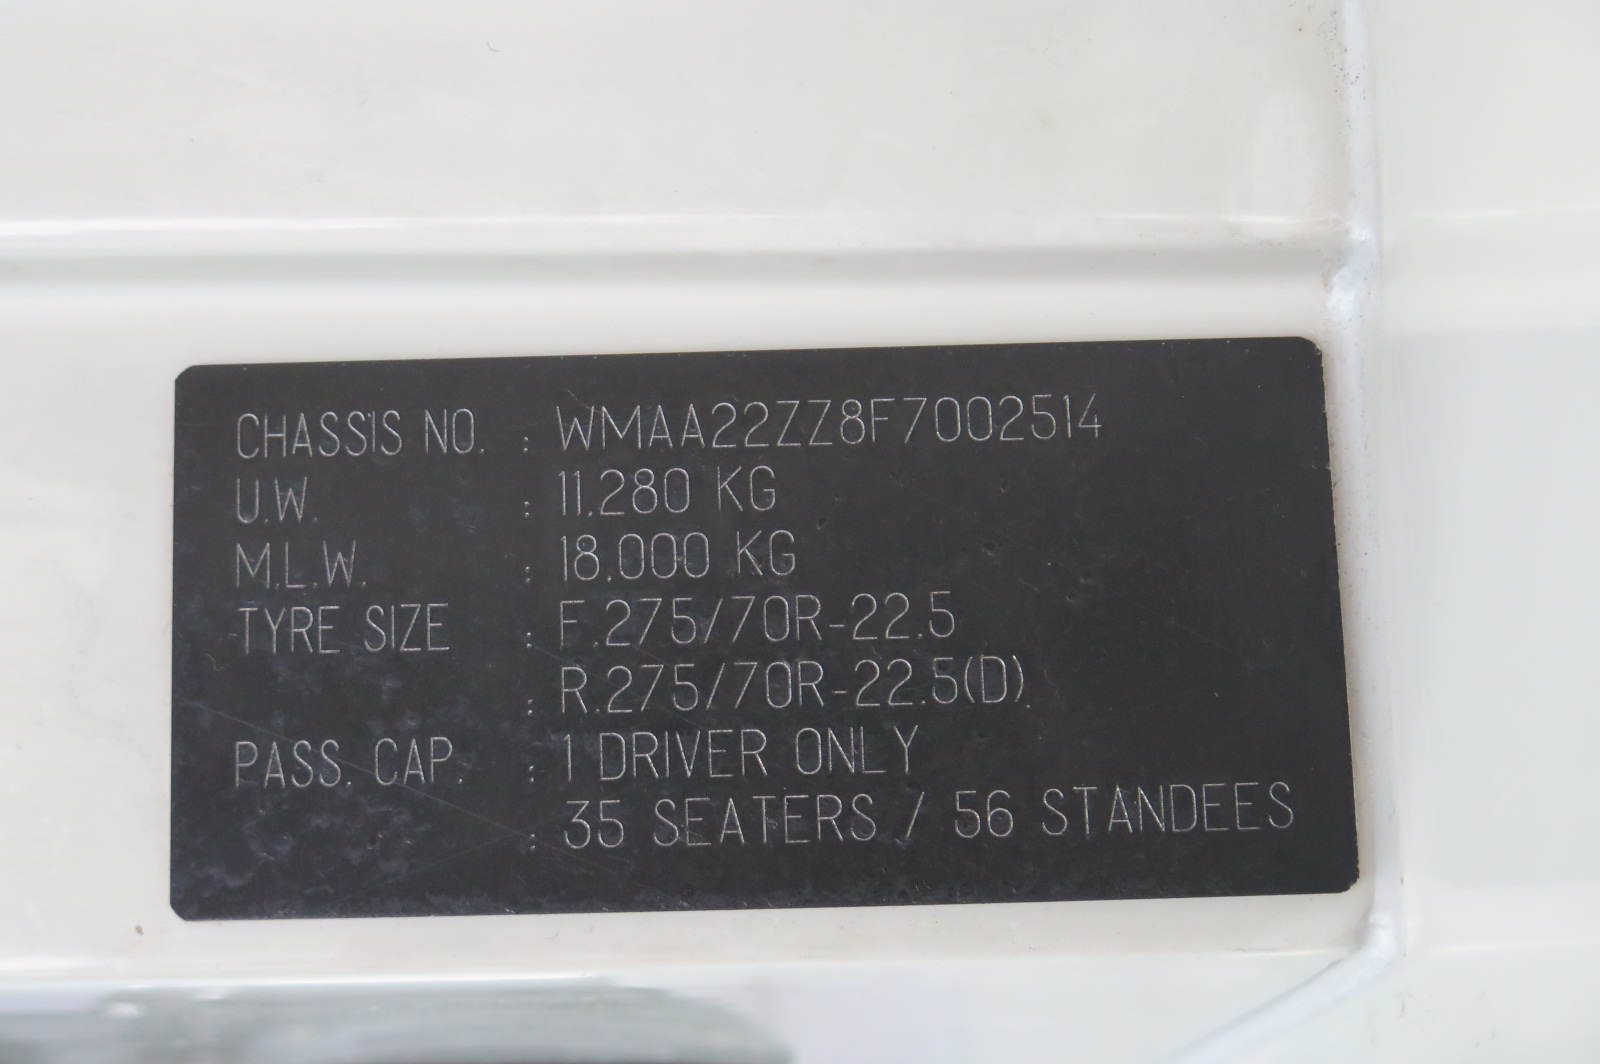 CHASSIS NO. : WMAA22ZZ8F7002514
U.W. : 11.280 KG
M.L.W. : 18.000 KG
TYRE SIZE : F.275/70R-22.5
: R.275/70R-22.5(D)
PASS. CAP. : 1 DRIVER ONLY
: 35 SEATERS / 56 STANDEES